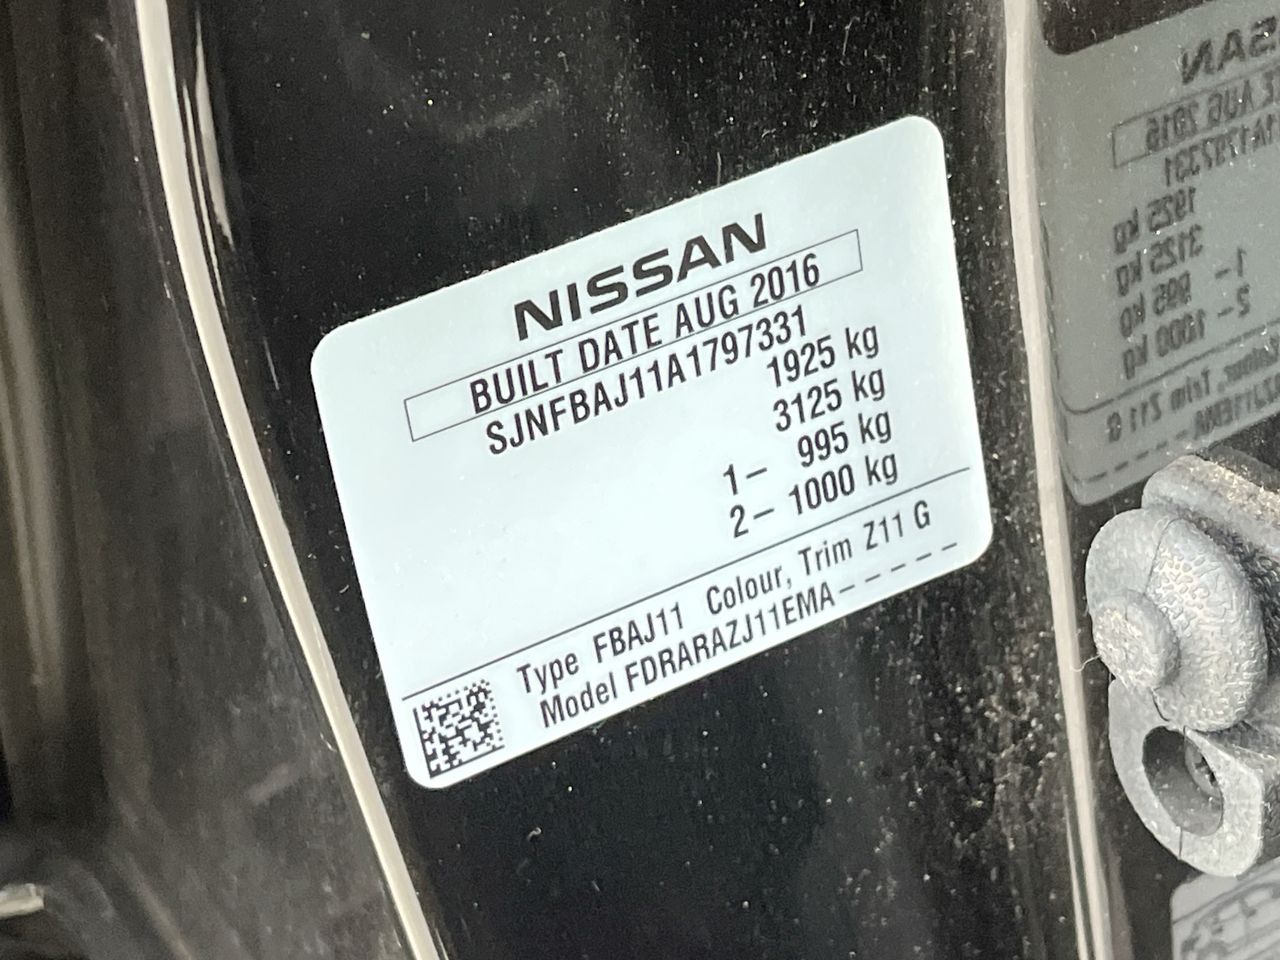 NISSAN
BUILT DATE AUG 2016
SJNFBAJ11A1797331
1925 kg
3125 kg
1– 995 kg
2– 1000 kg
Type FBAJ11 Colour, Trim Z11 G
Model FDRARAZJ11EMA– – – – –